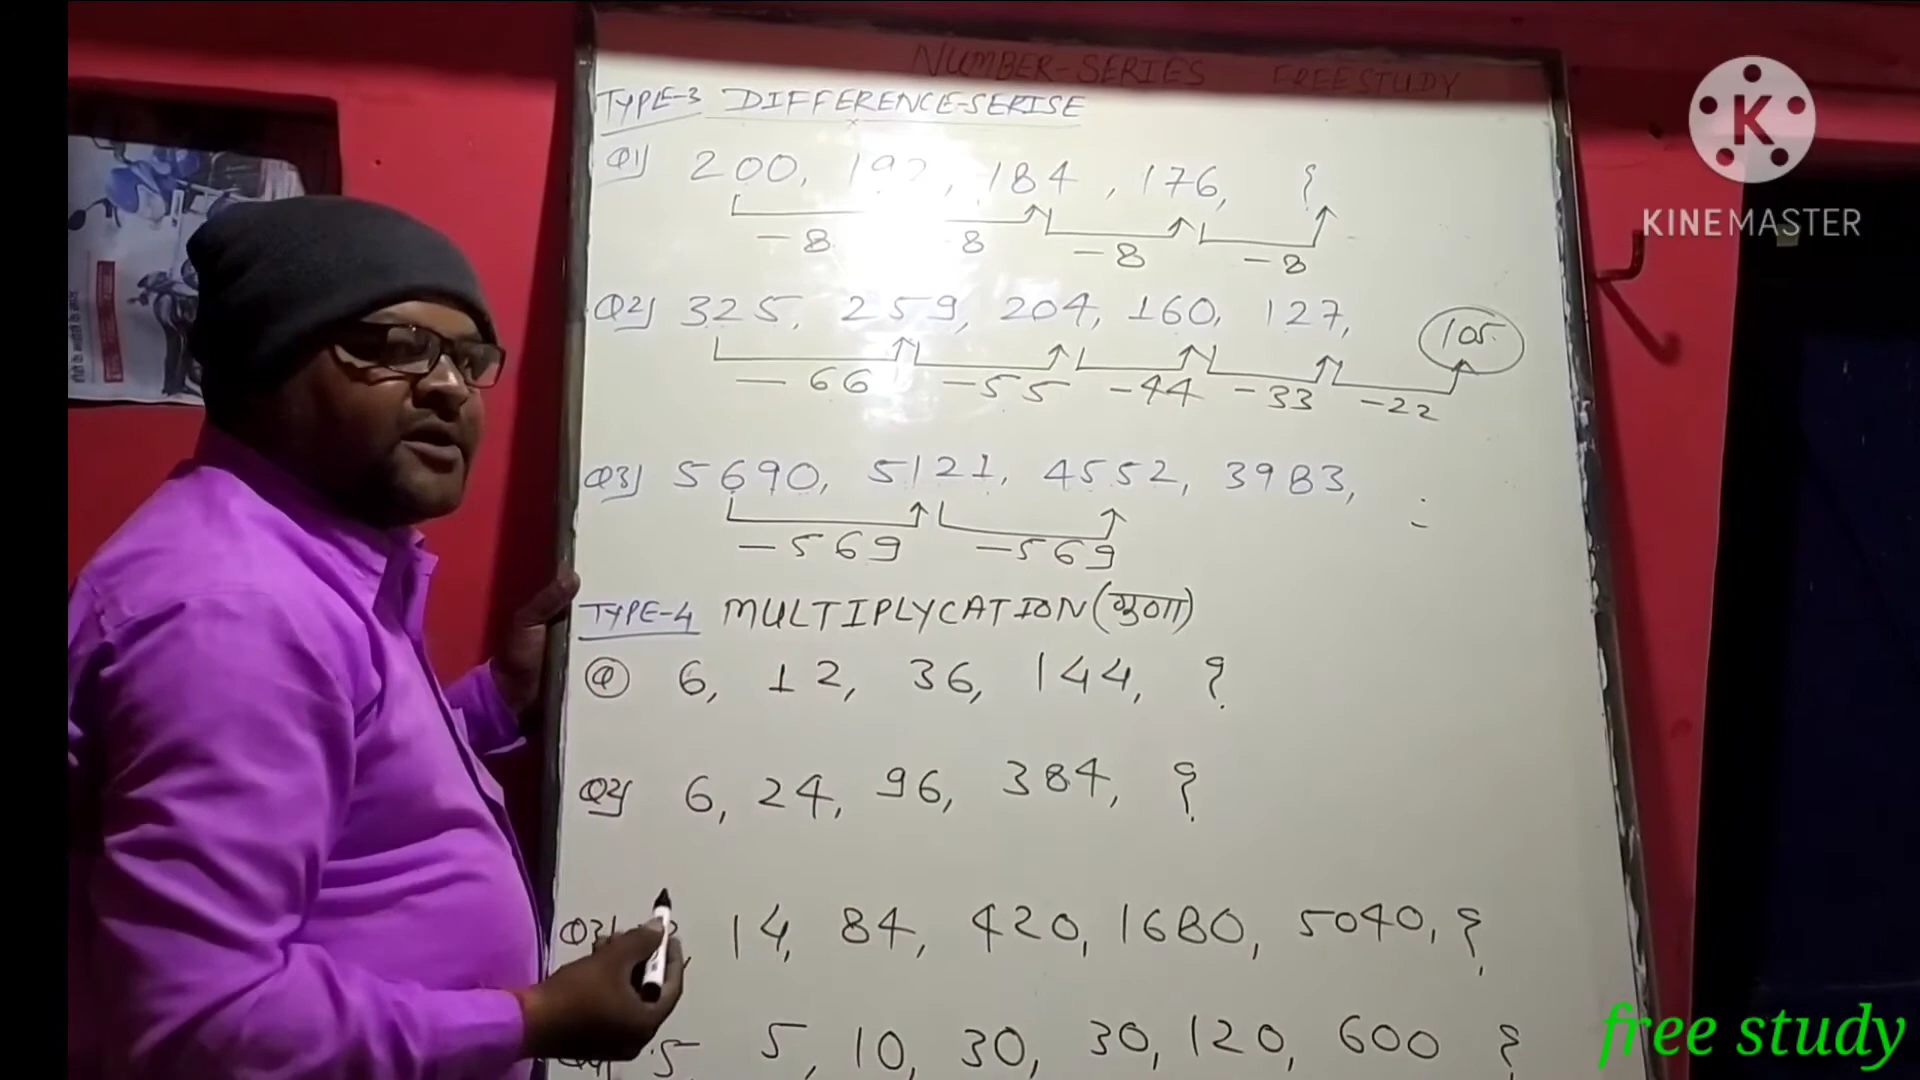 NUMBER-SERIES FREE STUDY
TYPE-3 DIFFERENCE-SERISE
Q1) 200, 192, 184, 176, ?
-8 8 -8 -8
Q2) 325, 259, 204, 160, 127, 105
-66 -55 -44 -33 -22
Q3) 5690, 5121, 4552, 3983,
-569 -569
TYPE-4 MULTIPLYCATION (गुणा)
Q 6, 12, 36, 144, ?
Q2) 6, 24, 96, 384, ?
Q3) 14, 84, 420, 1680, 5040, ?
5, 5, 10, 30, 30, 120, 600 ?
K
KINEMASTER
free study